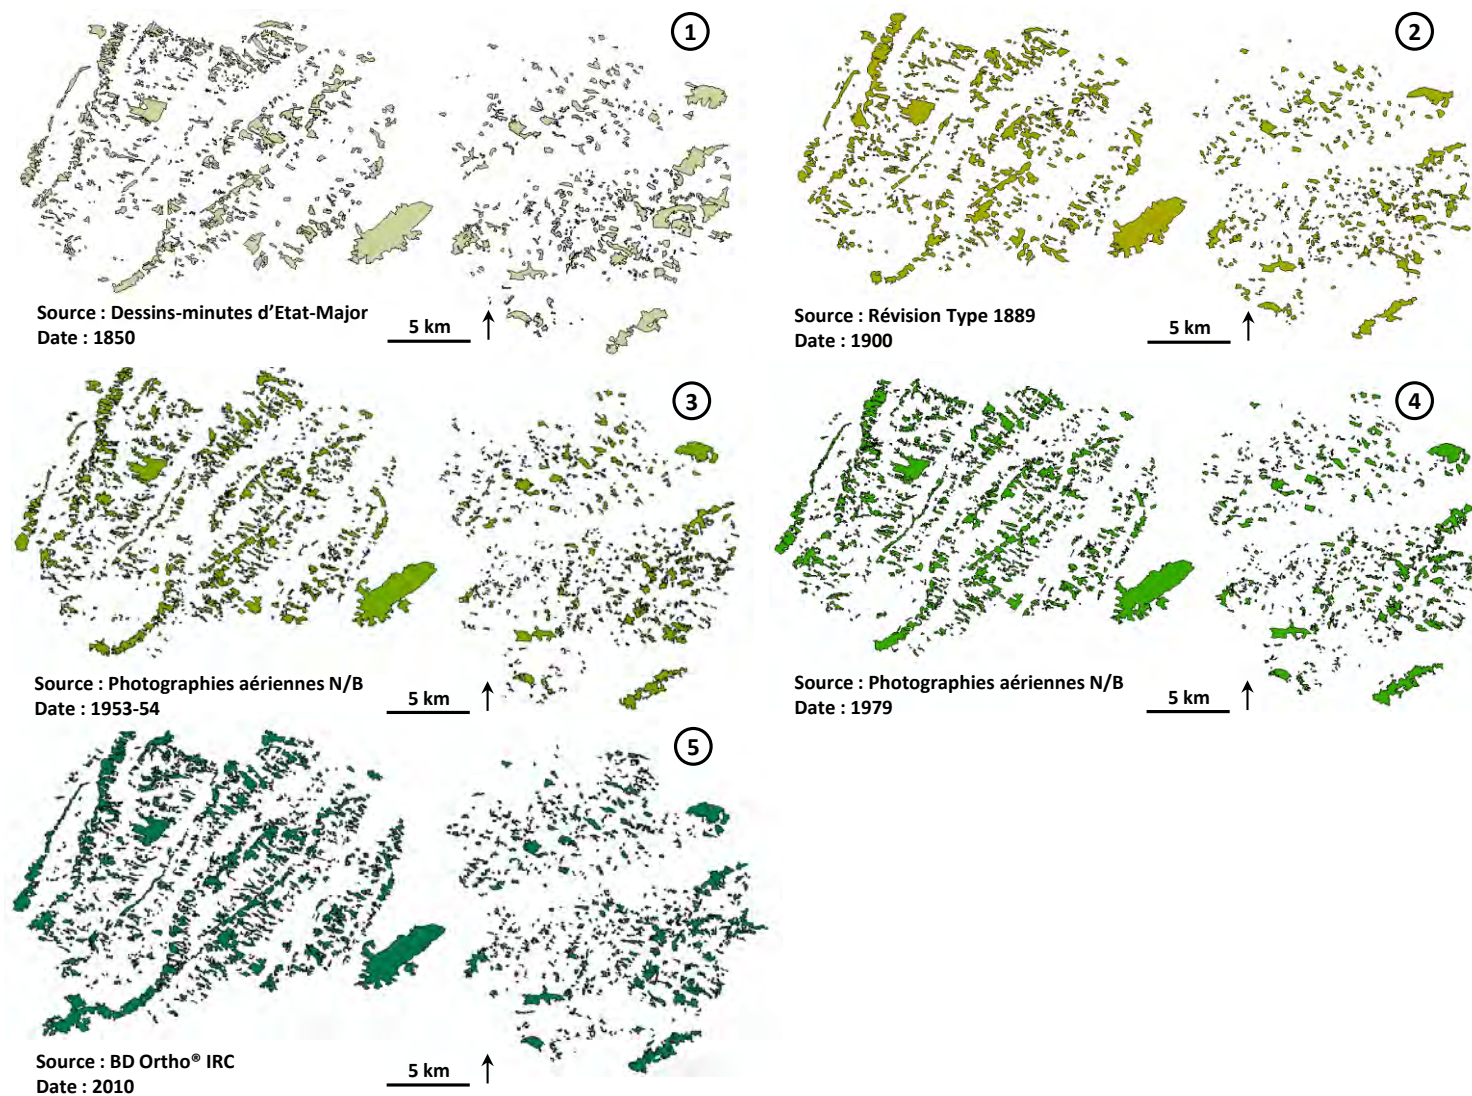 1
Source : Dessins-minutes d'Etat-Major
Date : 1850
5 km
2
Source : Révision Type 1889
Date : 1900
5 km
3
Source : Photographies aériennes N/B
Date : 1953-54
5 km
4
Source : Photographies aériennes N/B
Date : 1979
5 km
5
Source : BD Ortho® IRC
Date : 2010
5 km